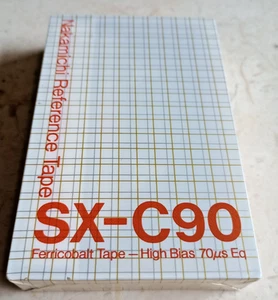 Nakamichi Reference Tape
SX-C90
Ferricobalt Tape – High Bias 70µs Eq